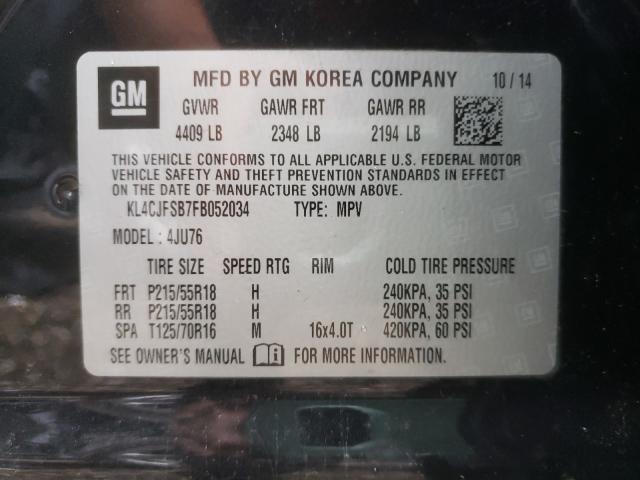 GM MFD BY GM KOREA COMPANY 10/14
GVWR GAWR FRT GAWR RR
4409 LB 2348 LB 2194 LB
THIS VEHICLE CONFORMS TO ALL APPLICABLE U.S. FEDERAL MOTOR
VEHICLE SAFETY AND THEFT PREVENTION STANDARDS IN EFFECT
ON THE DATE OF MANUFACTURE SHOWN ABOVE.
KL4CJFSB7FB052034 TYPE: MPV
MODEL : 4JU76
TIRE SIZE SPEED RTG RIM COLD TIRE PRESSURE
FRT P215/55R18 H 240KPA, 35 PSI
RR P215/55R18 H 240KPA, 35 PSI
SPA T125/70R16 M 16x4.0T 420KPA, 60 PSI
SEE OWNER'S MANUAL FOR MORE INFORMATION.